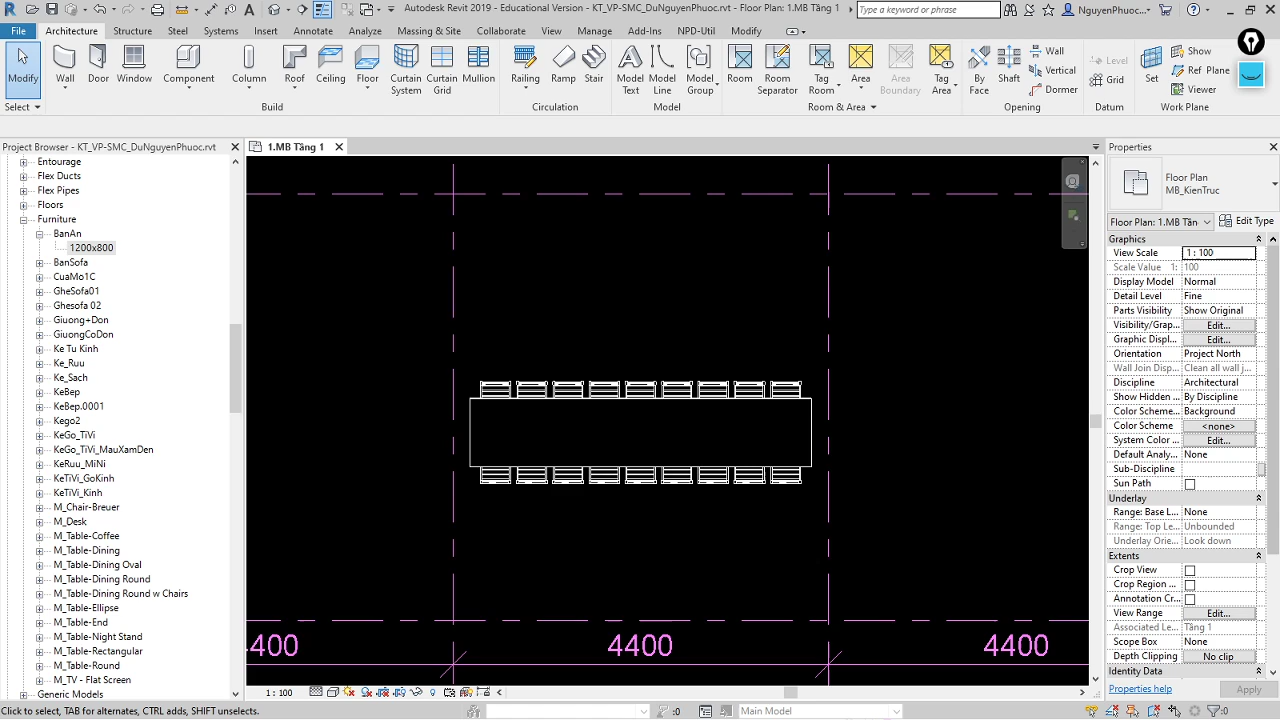 Autodesk Revit 2019 - Educational Version - KT_VP-SMC_DuNguyenPhuoc.rvt - Floor Plan: 1.MB Tầng 1
Type a keyword or phrase
NguyenPhuoc...
File Architecture Structure Steel Systems Insert Annotate Analyze Massing & Site Collaborate View Manage Add-Ins NPD-Util Precast Modify
Modify Wall Door Window Component Column Roof Ceiling Floor Curtain System Curtain Grid Mullion Railing Ramp Stair Model Text Model Line Model Group Room Room Separator Tag Room Area Area Boundary Tag Area By Face Shaft Wall Vertical Dormer Level Grid Set Show Ref Plane Viewer
Select Build Circulation Model Room & Area Opening Datum Work Plane
Project Browser - KT_VP-SMC_DuNguyenPhuoc.rvt
1.MB Tầng 1
Properties
Entourage
Flex Ducts
Flex Pipes
Floors
Furniture
BanAn
1200x800
BanSofa
CuaMo1C
GheSofa01
Ghesofa 02
Giuong+Don
GiuongCoDon
Ke Tu Kinh
Ke_Ruu
Ke_Sach
KeBep
KeBep.0001
Kego2
KeGo_TiVi
KeGo_TiVi_MauXamDen
KeRuu_MiNi
KeTiVi_GoKinh
KeTiVi_Kinh
M_Chair-Breuer
M_Desk
M_Table-Coffee
M_Table-Dining
M_Table-Dining Oval
M_Table-Dining Round
M_Table-Dining Round w Chairs
M_Table-Ellipse
M_Table-End
M_Table-Night Stand
M_Table-Rectangular
M_Table-Round
M_TV - Flat Screen
Generic Models
400
4400
4400
Floor Plan
MB_KienTruc
Floor Plan: 1.MB Tần Edit Type
Graphics
View Scale 1 : 100
Scale Value 1: 100
Display Model Normal
Detail Level Fine
Parts Visibility Show Original
Visibility/Grap... Edit...
Graphic Displ... Edit...
Orientation Project North
Wall Join Disp... Clean all wall j...
Discipline Architectural
Show Hidden ... By Discipline
Color Scheme... Background
Color Scheme <none>
System Color ... Edit...
Default Analy... None
Sub-Discipline
Sun Path
Underlay
Range: Base L... None
Range: Top Le... Unbounded
Underlay Orie... Look down
Extents
Crop View
Crop Region ...
Annotation Cr...
View Range Edit...
Associated Le... Tầng 1
Scope Box None
Depth Clipping No clip
Identity Data
Properties help Apply
1 : 100
Click to select, TAB for alternates, CTRL adds, SHIFT unselects.
:0
Main Model
:0